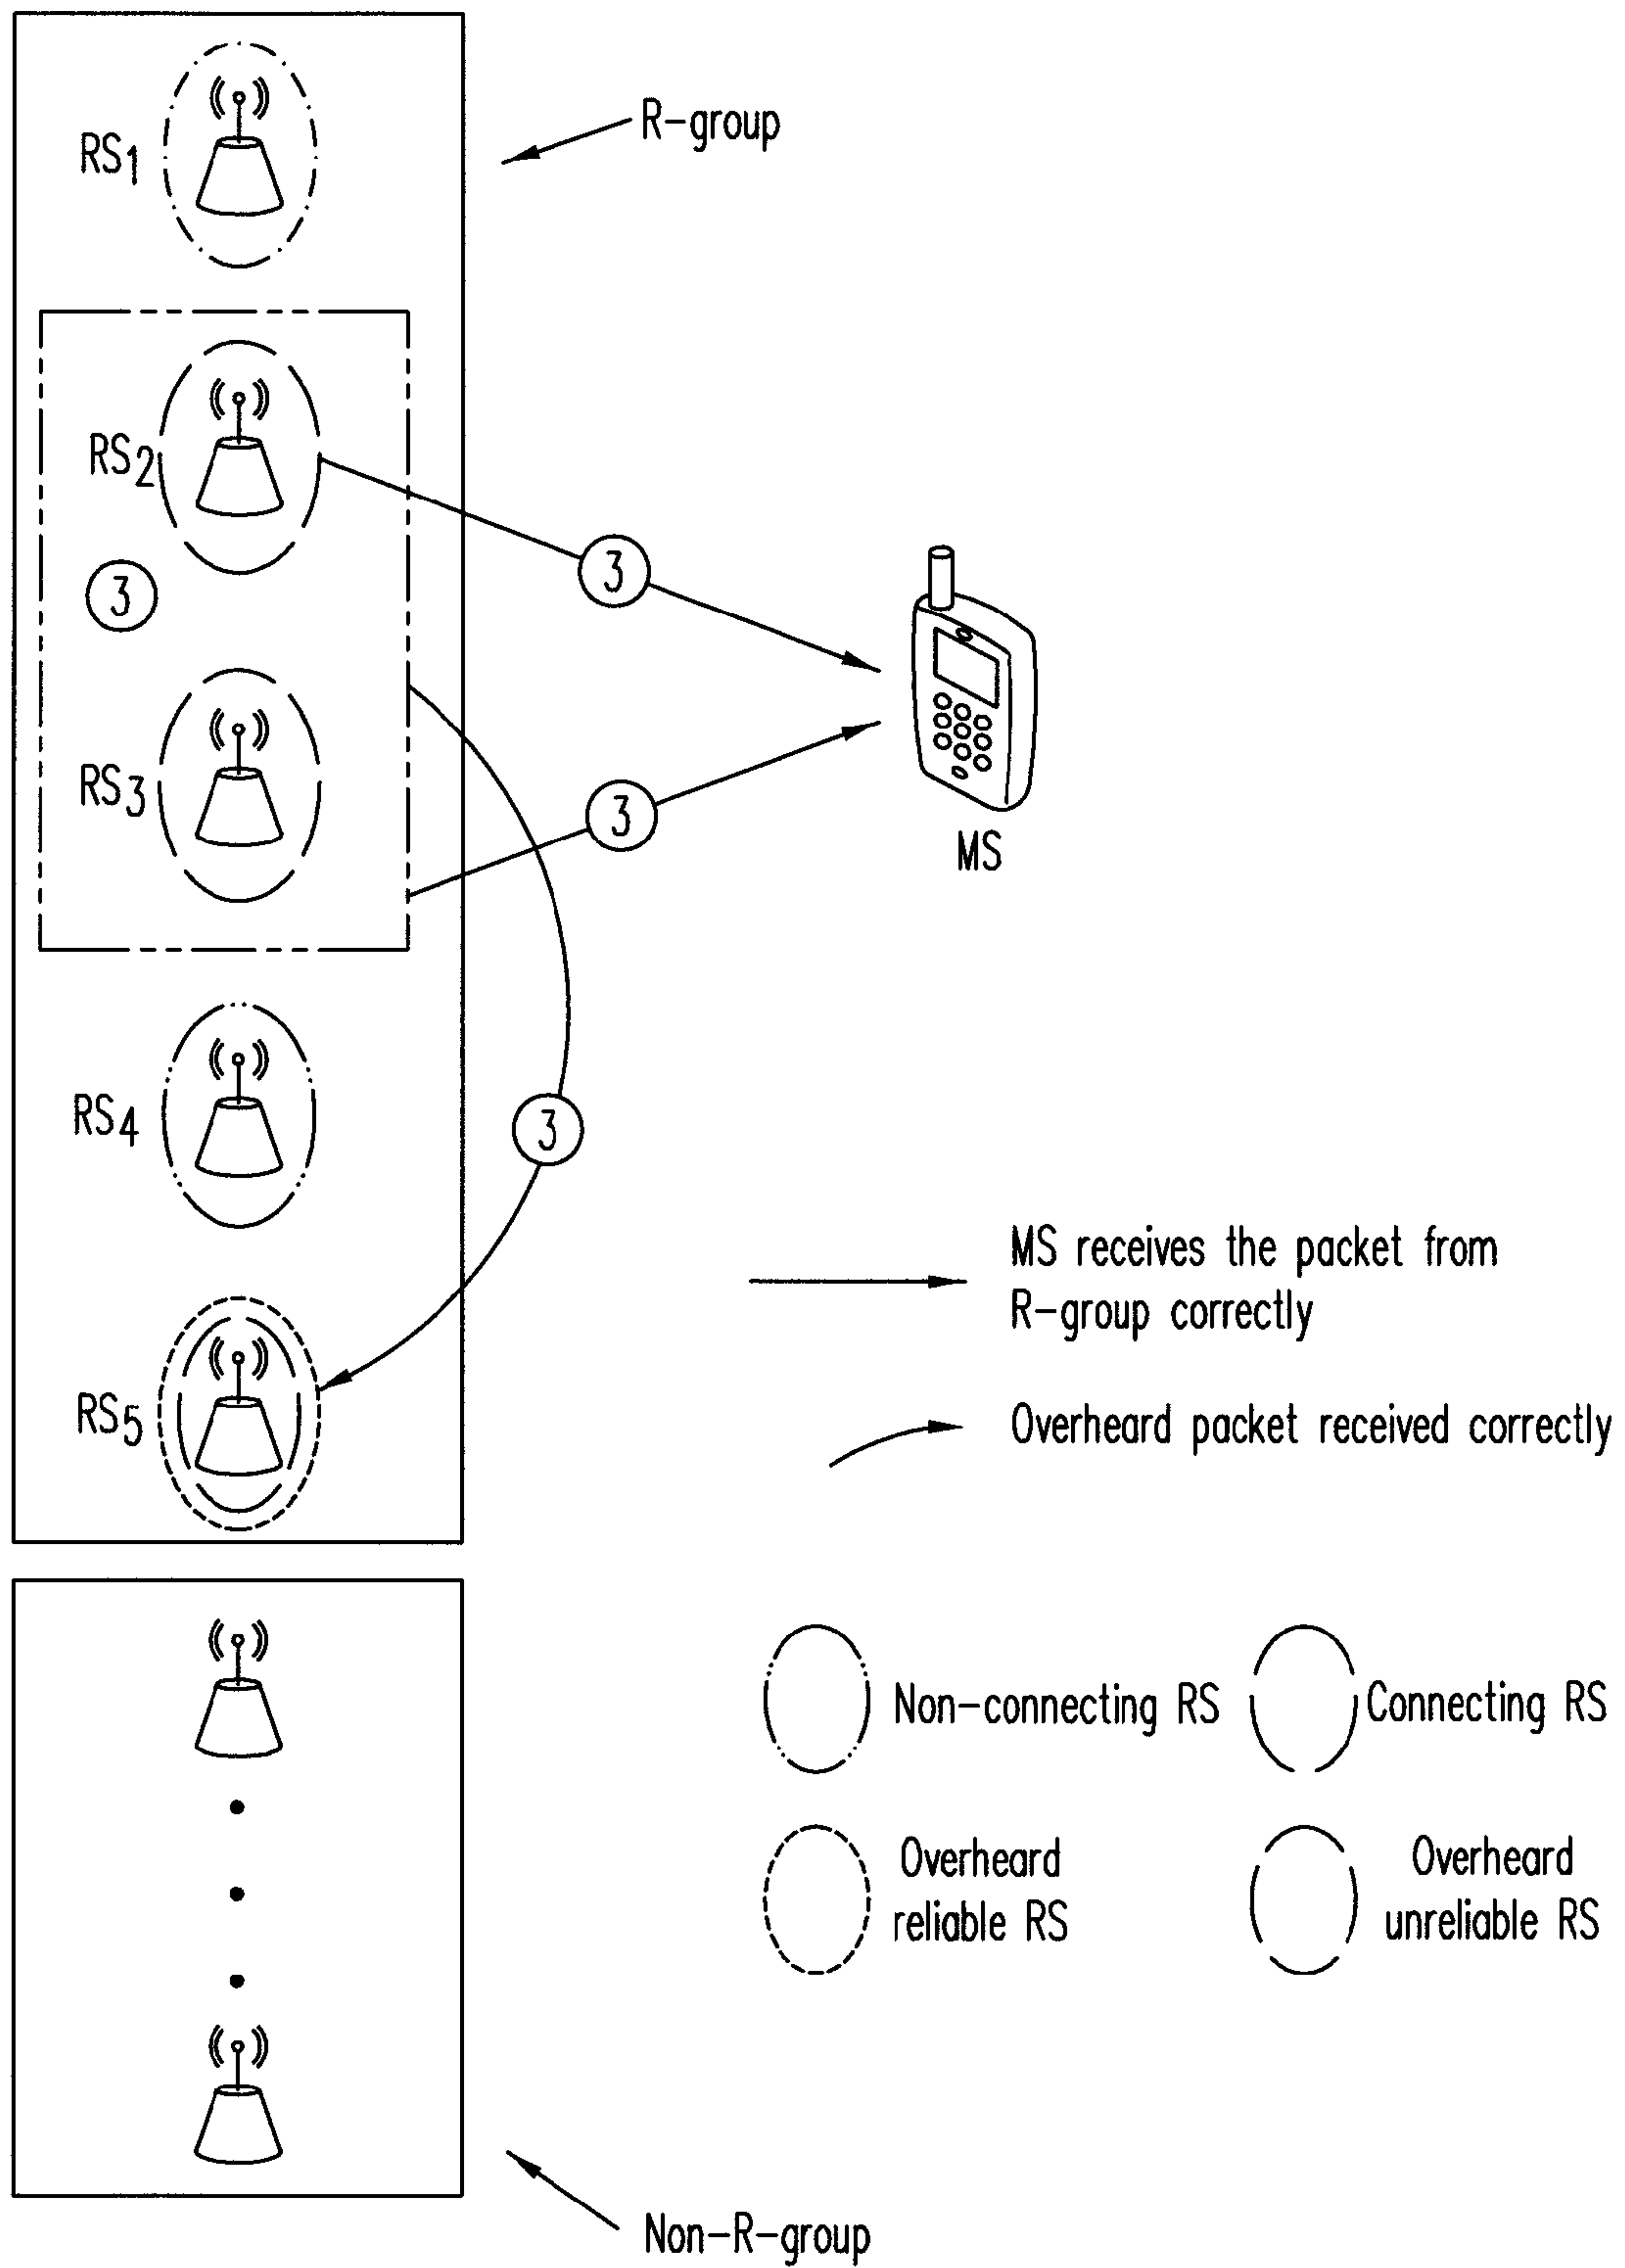 RS1
R-group
RS2
3
3
RS3
3
MS
RS4
3
MS receives the packet from
R-group correctly
RS5
Overheard packet received correctly
Non-connecting RS
Connecting RS
Overheard
reliable RS
Overheard
unreliable RS
Non-R-group